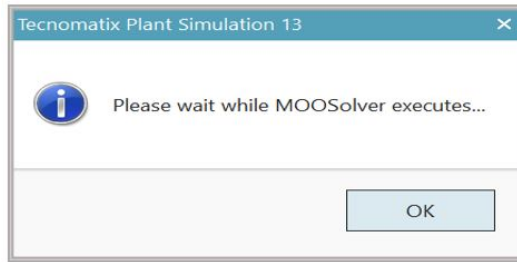 Tecnomatix Plant Simulation 13
Please wait while MOOSolver executes...
OK